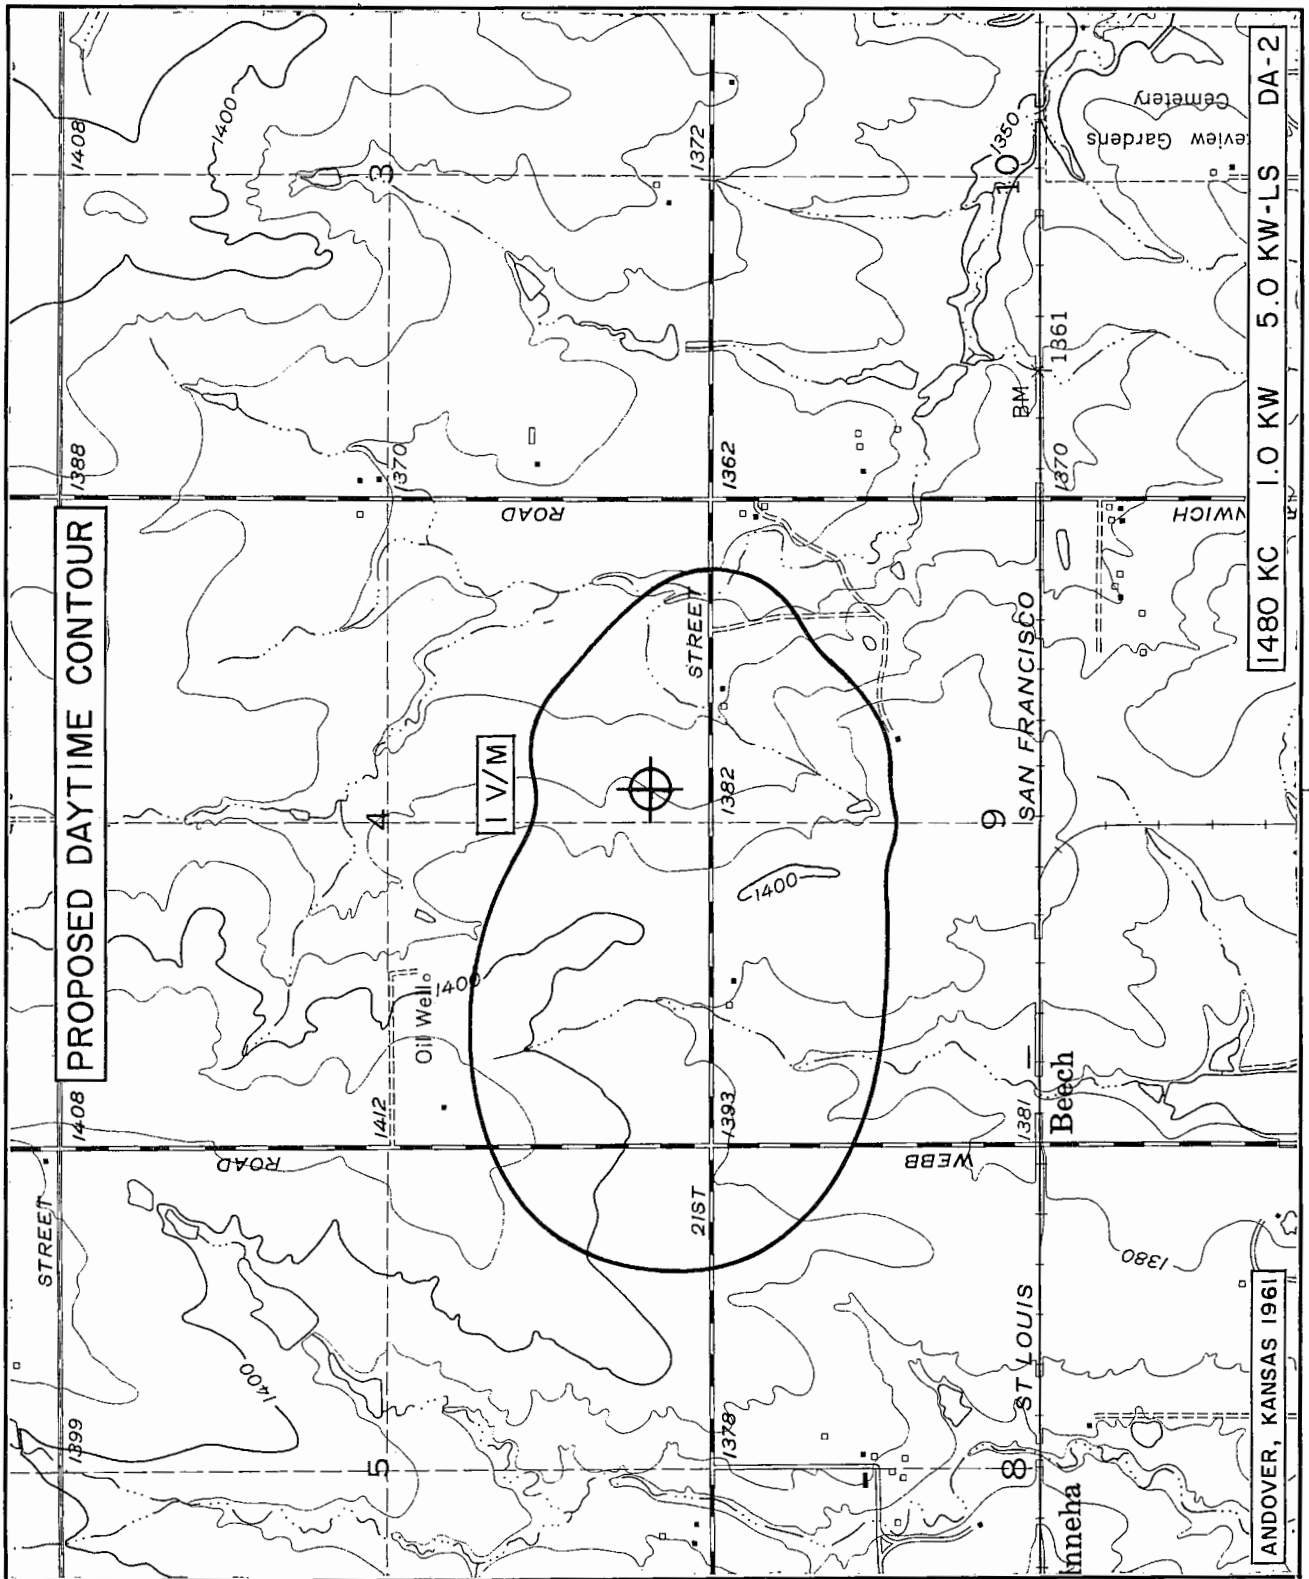 PROPOSED DAYTIME CONTOUR
STREET
1399
1408
1388
1408
1400
1400
ROAD
1412
1370
5
4
3
Oil Well
1400
1 V/M
ROAD
21ST
STREET
1378
1393
1382
1362
1372
1400
WEBB
8
9
10
1350
ST LOUIS
1381
SAN FRANCISCO
BM
1361
1370
Beech
1380
NWICH
eview Gardens
Cemetery
nneha
ANDOVER, KANSAS 1961
1480 KC 1.0 KW 5.0 KW-LS DA-2